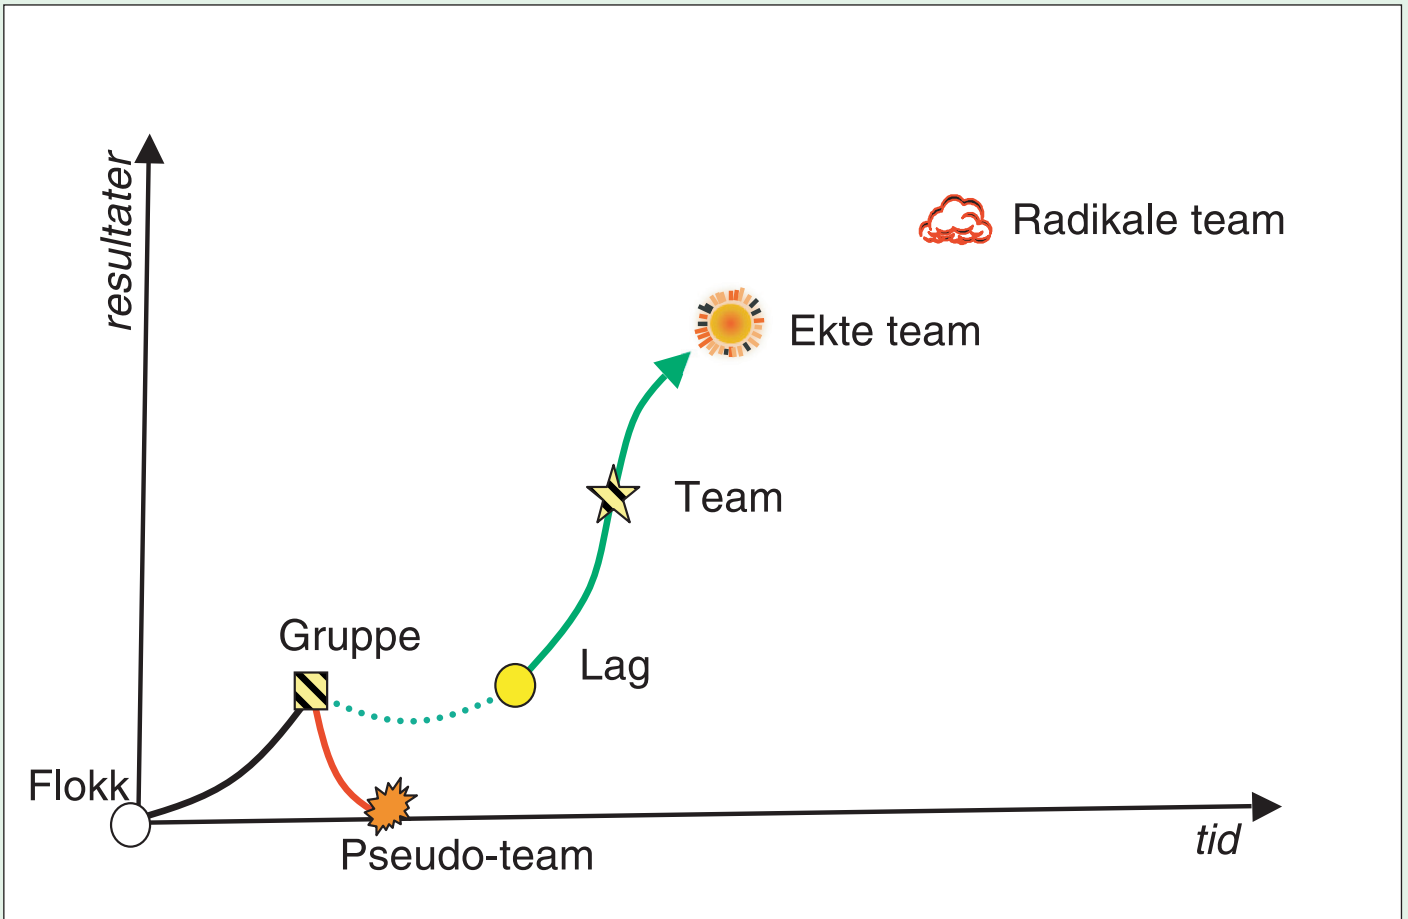 resultater
Radikale team
Ekte team
Team
Gruppe
Lag
Flokk
Pseudo-team
tid